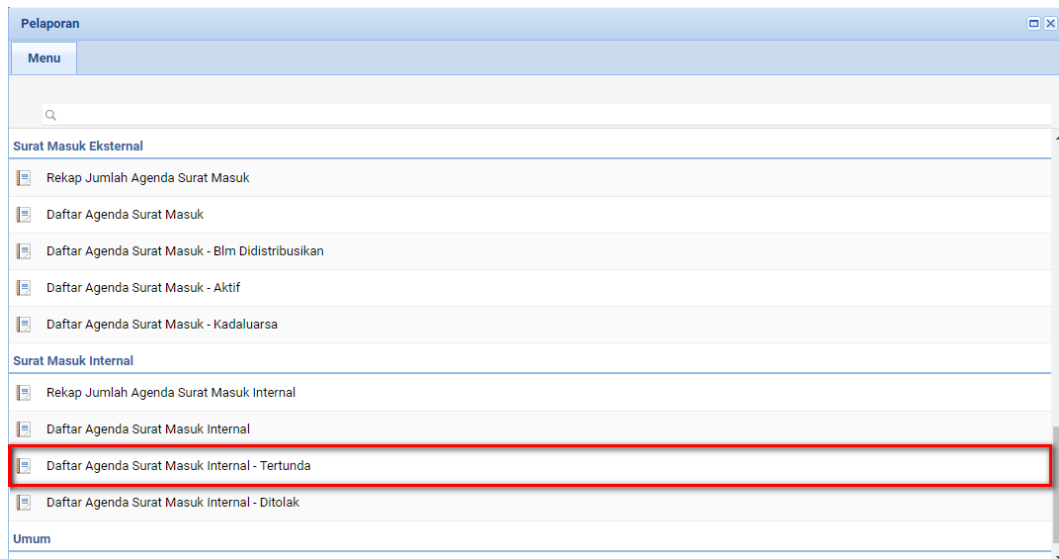 Pelaporan
Menu
Surat Masuk Eksternal
Rekap Jumlah Agenda Surat Masuk
Daftar Agenda Surat Masuk
Daftar Agenda Surat Masuk - Blm Didistribusikan
Daftar Agenda Surat Masuk - Aktif
Daftar Agenda Surat Masuk - Kadaluarsa
Surat Masuk Internal
Rekap Jumlah Agenda Surat Masuk Internal
Daftar Agenda Surat Masuk Internal
Daftar Agenda Surat Masuk Internal - Tertunda
Daftar Agenda Surat Masuk Internal - Ditolak
Umum